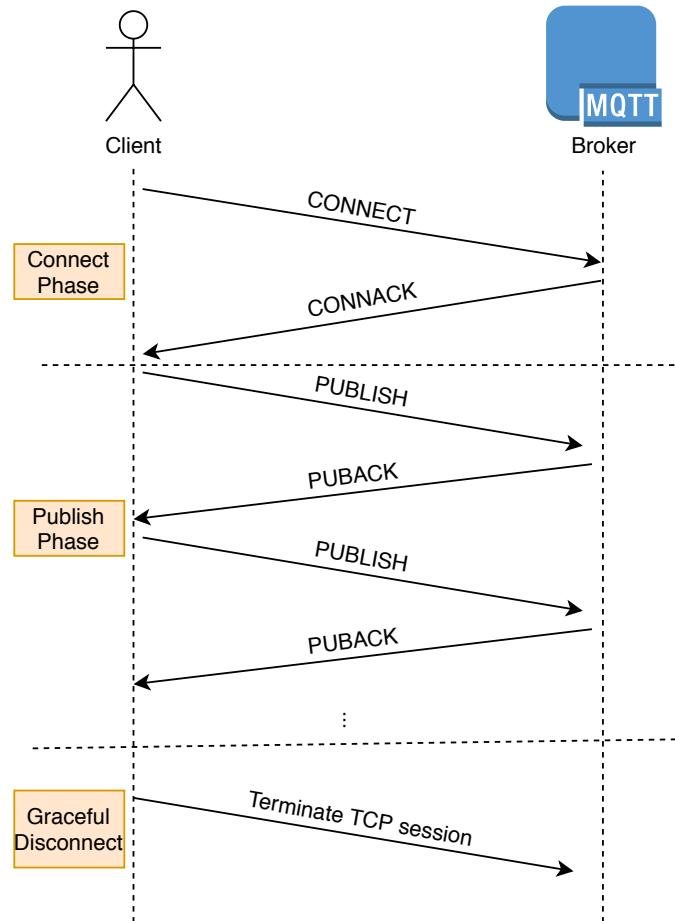 MQTT
Client
Broker
CONNECT
Connect
Phase
CONNACK
PUBLISH
PUBACK
Publish
Phase
PUBLISH
PUBACK
...
Terminate TCP session
Graceful
Disconnect